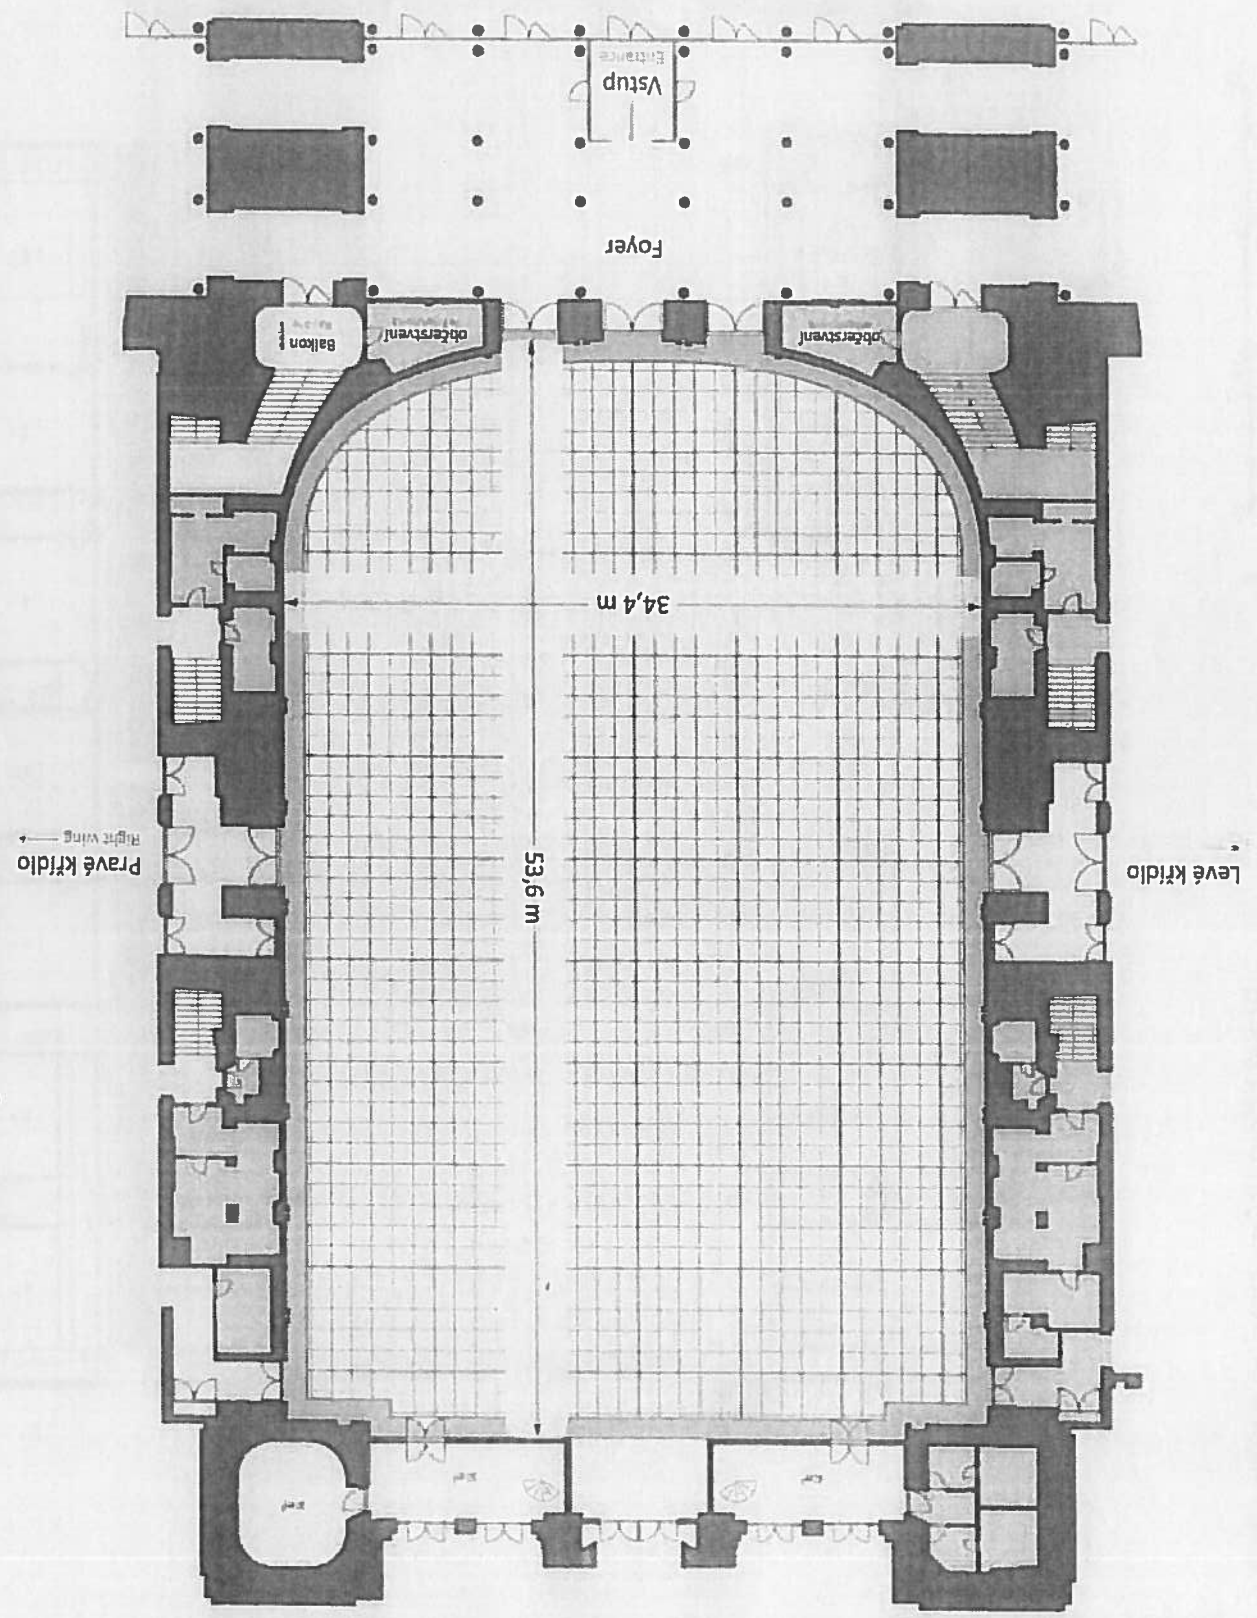 Levé křídlo
53,6 m
Pravé křídlo
Right wing
34,4 m
občerstvení
občerstvení
Balkon
Foyer
Vstup
Entrance